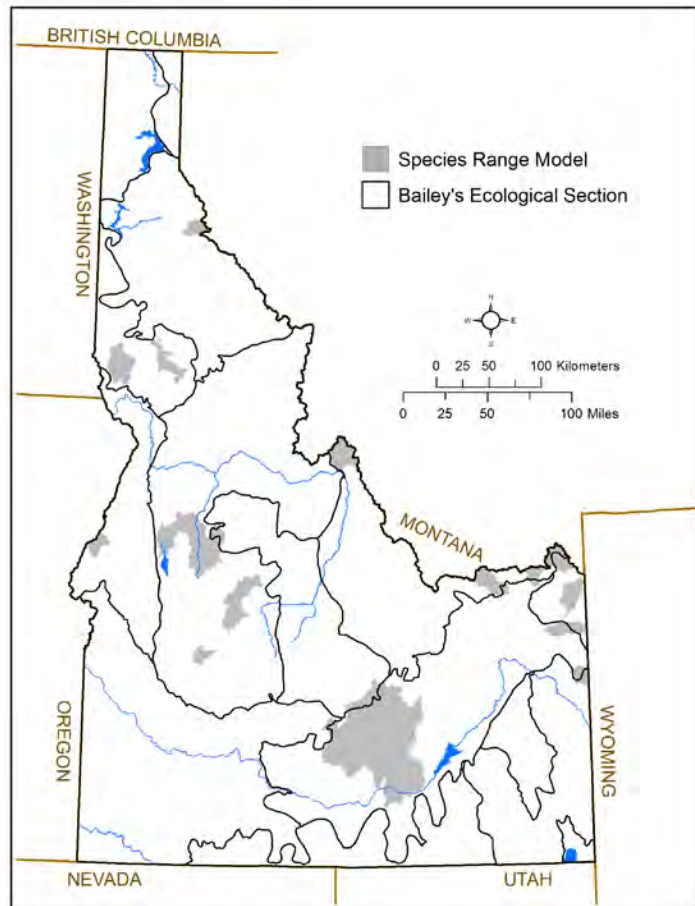 BRITISH COLUMBIA
WASHINGTON
Species Range Model
Bailey's Ecological Section
N
W E
S
0 25 50 100 Kilometers
0 25 50 100 Miles
MONTANA
OREGON
WYOMING
NEVADA
UTAH